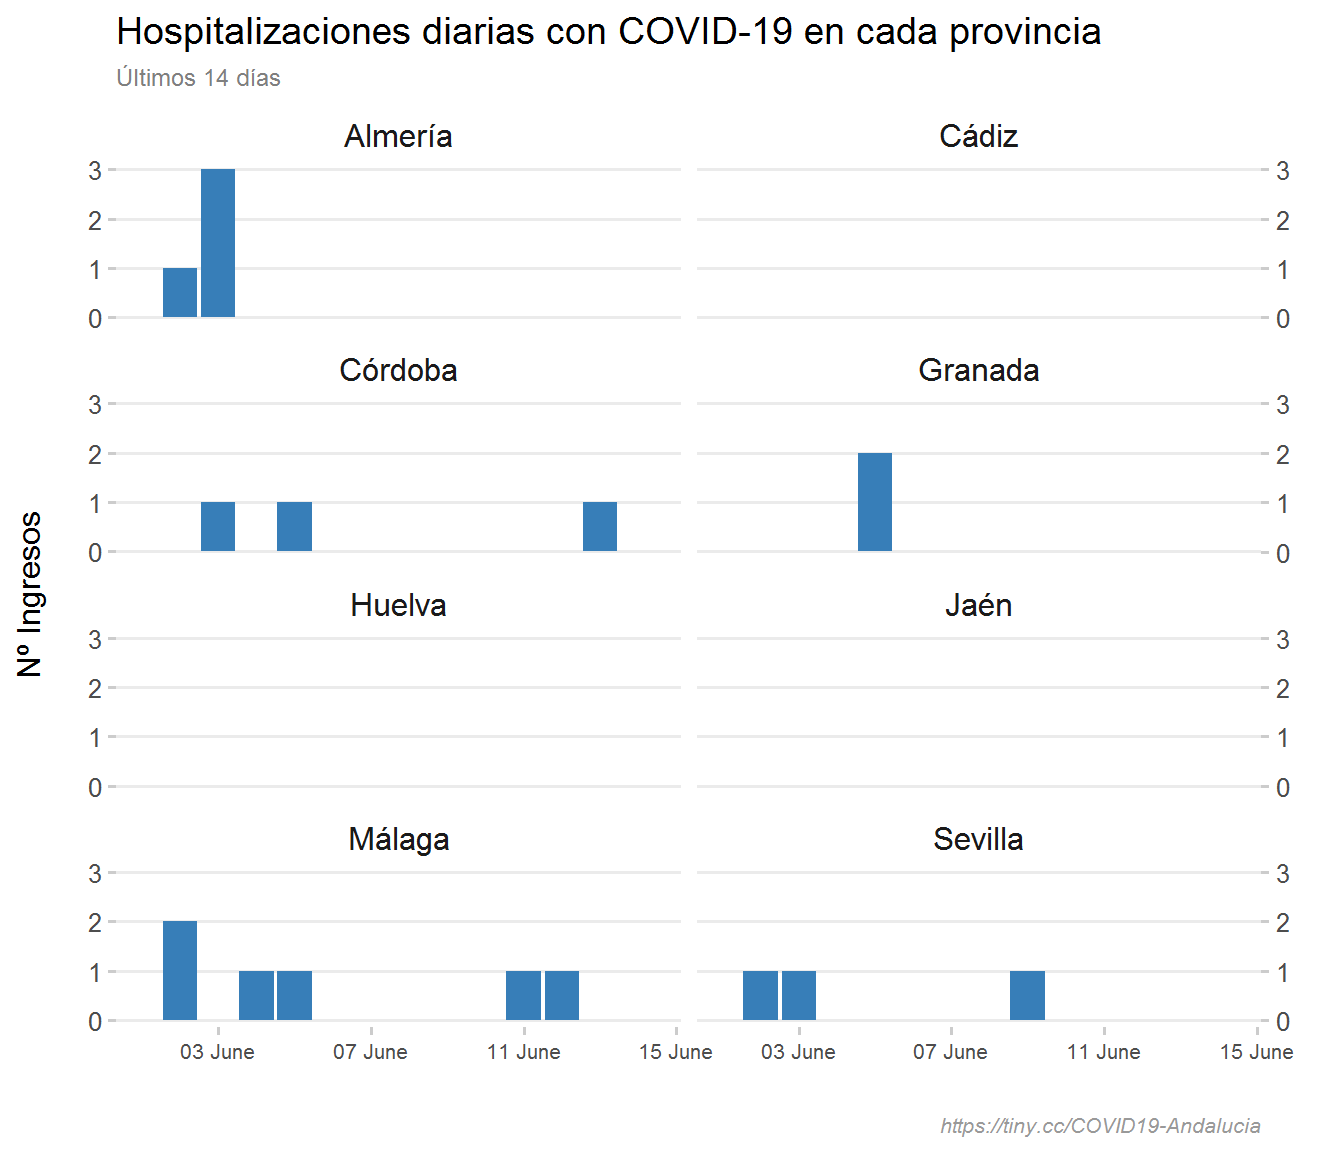 Hospitalizaciones diarias con COVID-19 en cada provincia
Últimos 14 días
Nº Ingresos
Almería
Cádiz
3
2
1
0
3
2
1
0
Córdoba
Granada
3
2
1
0
3
2
1
0
Huelva
Jaén
3
2
1
0
3
2
1
0
Málaga
Sevilla
3
2
1
0
3
2
1
0
03 June 07 June 11 June 15 June
03 June 07 June 11 June 15 June
https://tiny.cc/COVID19-Andalucia